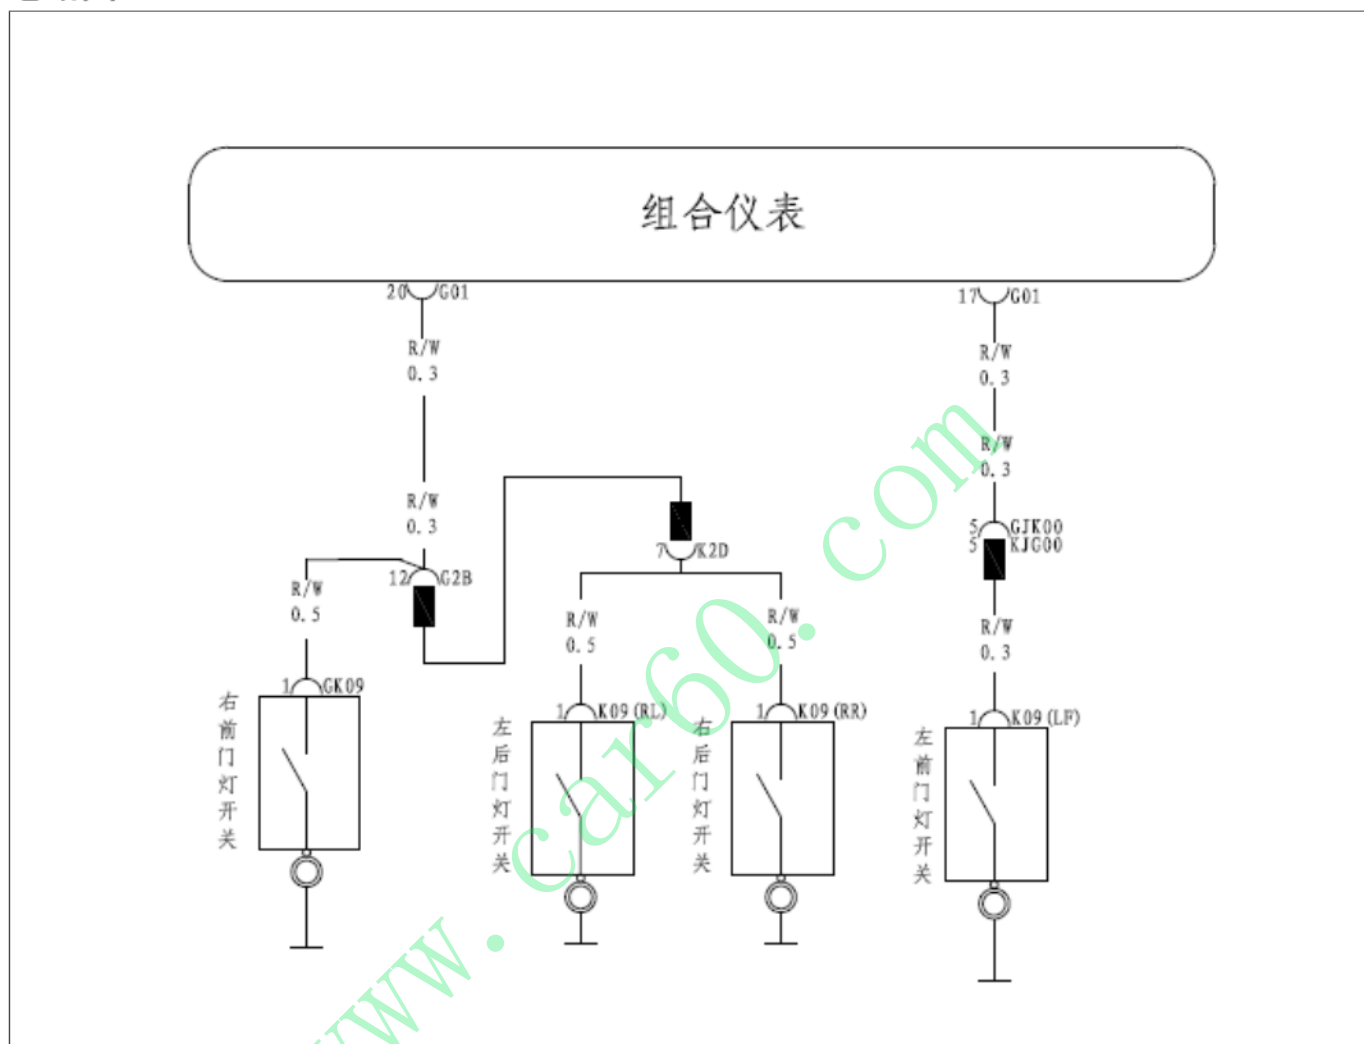 组合仪表
20 G01
17 G01
R/W
0.3
R/W
0.3
R/W
0.3
R/W
0.3
5 GJK00
5 KJG00
7 K2D
12 G2B
R/W
0.5
R/W
0.5
R/W
0.5
R/W
0.3
1 GK09
右前门灯开关
1 K09(RL)
左后门灯开关
1 K09(RR)
右后门灯开关
1 K09(LF)
左前门灯开关
www.car60.com